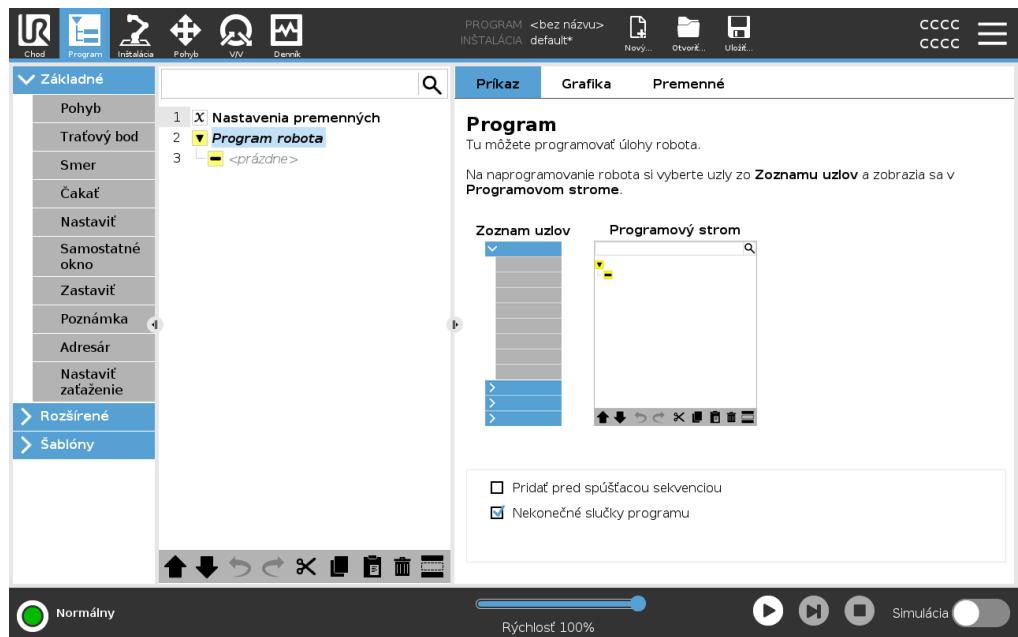 UR
PROGRAM <bez názvu>
INŠTALÁCIA default*
Chod
Program
Inštalácia
Pohyb
V/V
Denník
Nový...
Otvoriť...
Uložiť...
CCCC
CCCC
Základné
Pohyb
Traťový bod
Smer
Čakať
Nastaviť
Samostatné
okno
Zastaviť
Poznámka
Adresár
Nastaviť
zaťaženie
Rozšírené
Šablóny
1 X Nastavenia premenných
2 Program robota
3 <prázdne>
Príkaz
Grafika
Premenné
Program
Tu môžete programovať úlohy robota.
Na naprogramovanie robota si vyberte uzly zo Zoznamu uzlov a zobrazia sa v
Programovom strome.
Zoznam uzlov
Programový strom
Pridať pred spúšťacou sekvenciou
Nekonečné slučky programu
Normálny
Rýchlosť 100%
Simulácia